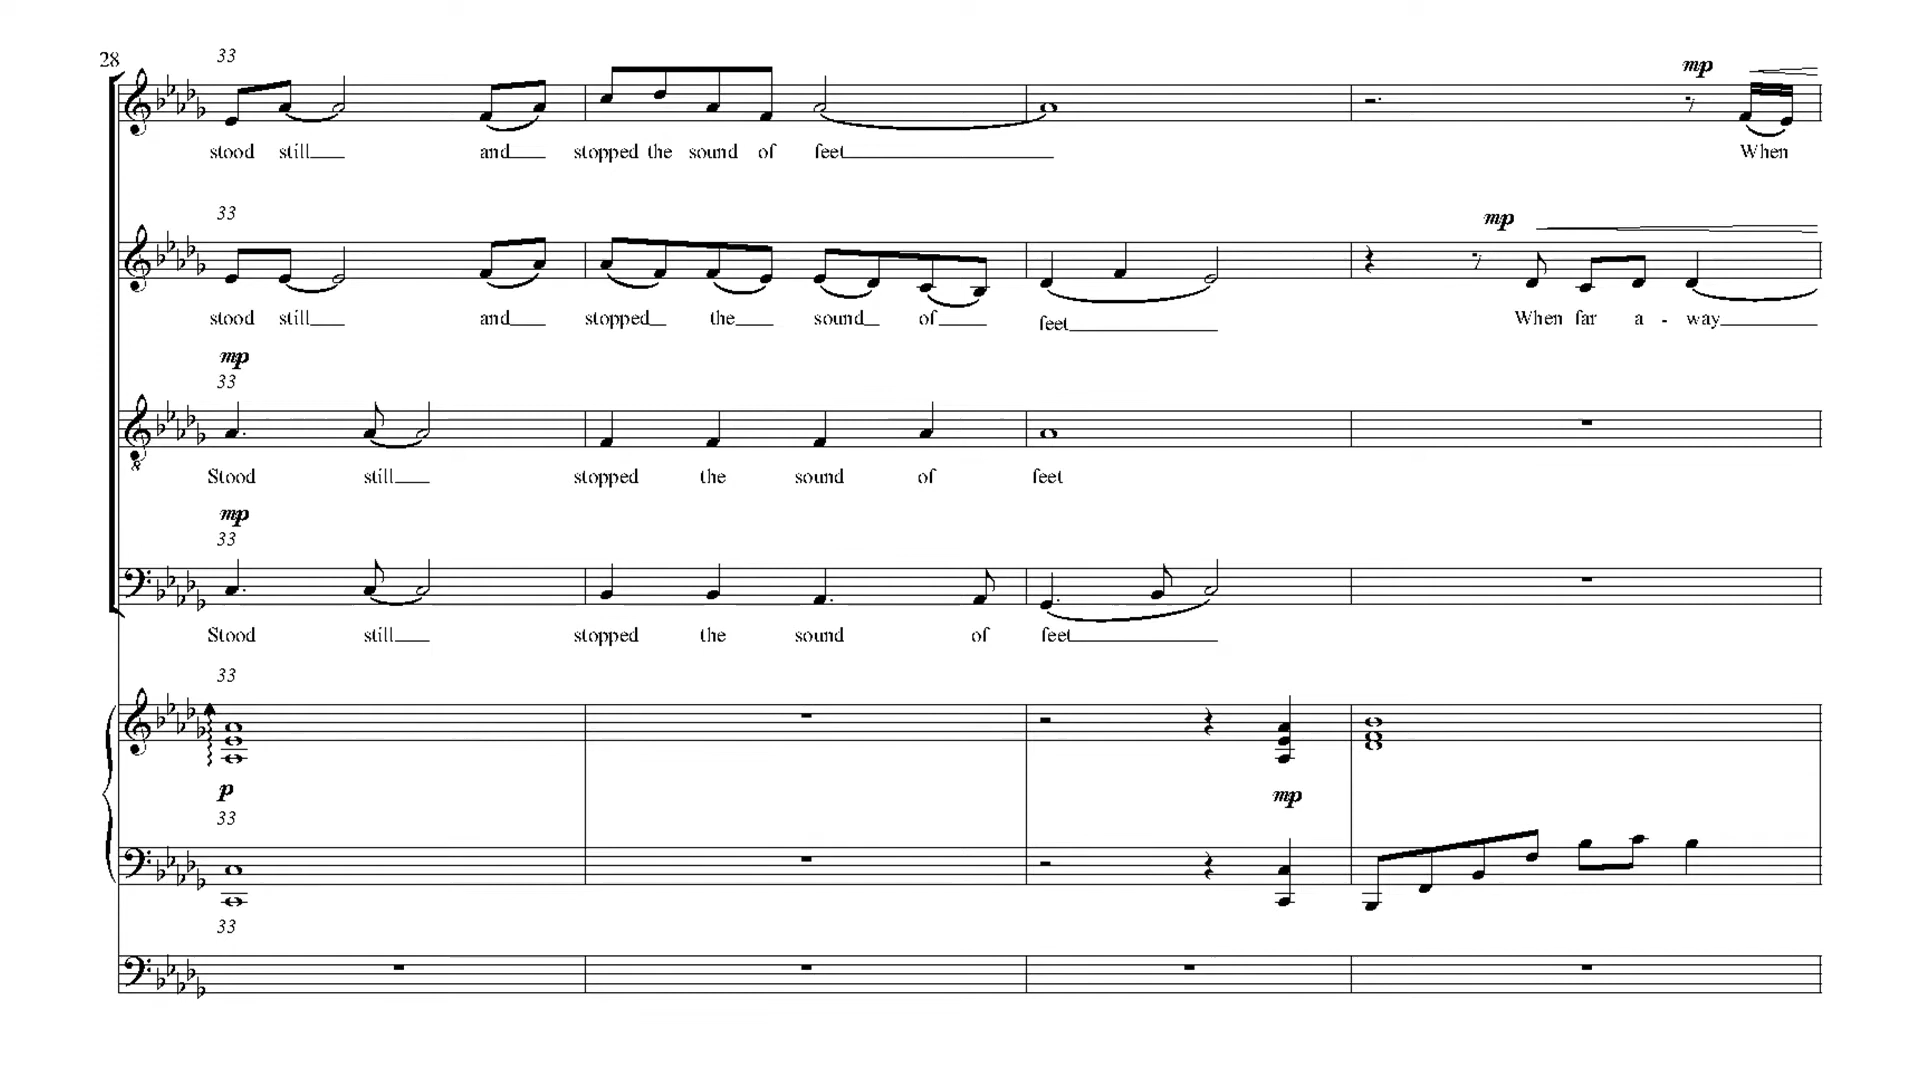 28
33
mp
stood still and stopped the sound of feet When
33
mp
stood still and stopped the sound of feet When far a - way
mp
33
Stood still stopped the sound of feet
mp
33
Stood still stopped the sound of feet
33
p
mp
33
33